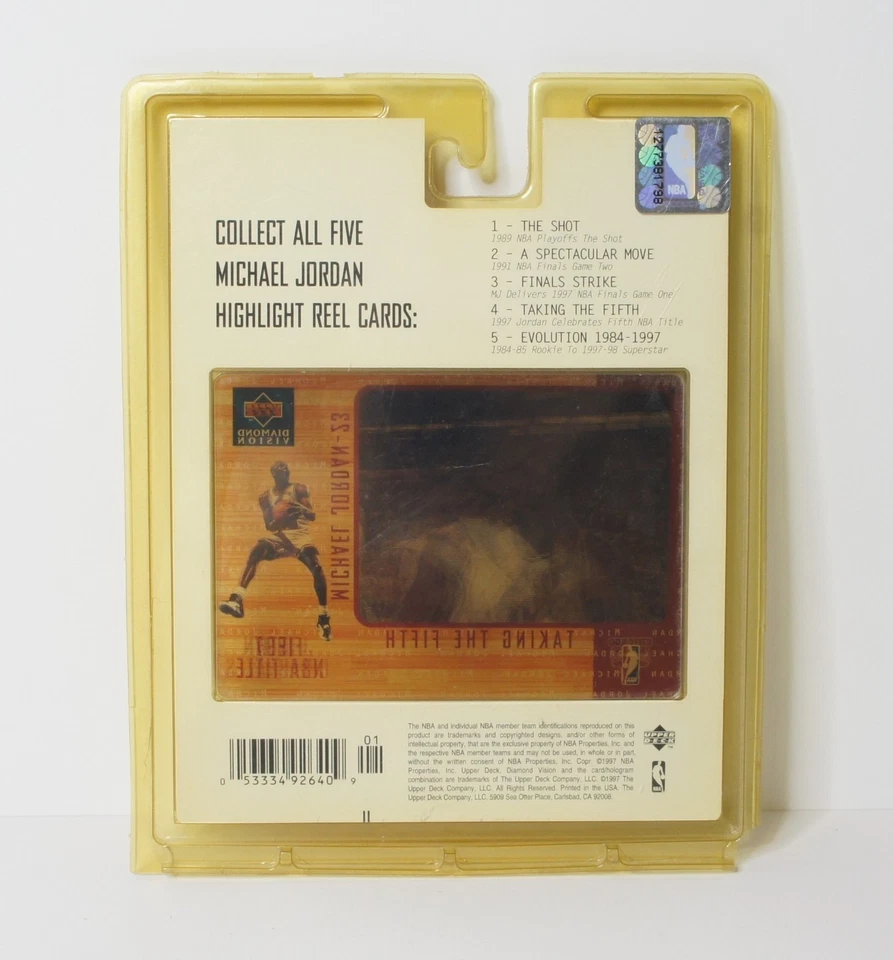 1277381798
NBA
COLLECT ALL FIVE
MICHAEL JORDAN
HIGHLIGHT REEL CARDS:
1 - THE SHOT
1989 NBA Playoffs The Shot
2 - A SPECTACULAR MOVE
1991 NBA Finals Game Two
3 - FINALS STRIKE
MJ Delivers 1997 NBA Finals Game One
4 - TAKING THE FIFTH
1997 Jordan Celebrates Fifth NBA Title
5 - EVOLUTION 1984-1997
1984-85 Rookie To 1997-98 Superstar
DIAMOND
VISION
MICHAEL JORDAN-23
TAKING THE FIFTH
NBA TITLES
01
0 53334 92640 9
The NBA and individual NBA member team identifications reproduced on this
product are trademarks and copyrighted designs, and/or other forms of
intellectual property, that are the exclusive property of NBA Properties, Inc. and
the respective NBA member teams and may not be used, in whole or in part,
without the written consent of NBA Properties, Inc. Copr. ©1997 NBA
Properties, Inc. Upper Deck, Diamond Vision and the card/hologram
combination are trademarks of The Upper Deck Company, LLC. ©1997 The
Upper Deck Company, LLC. All Rights Reserved. Printed in the USA. The
Upper Deck Company, LLC. 5909 Sea Otter Place, Carlsbad, CA 92008.
UPPER
DECK
NBA